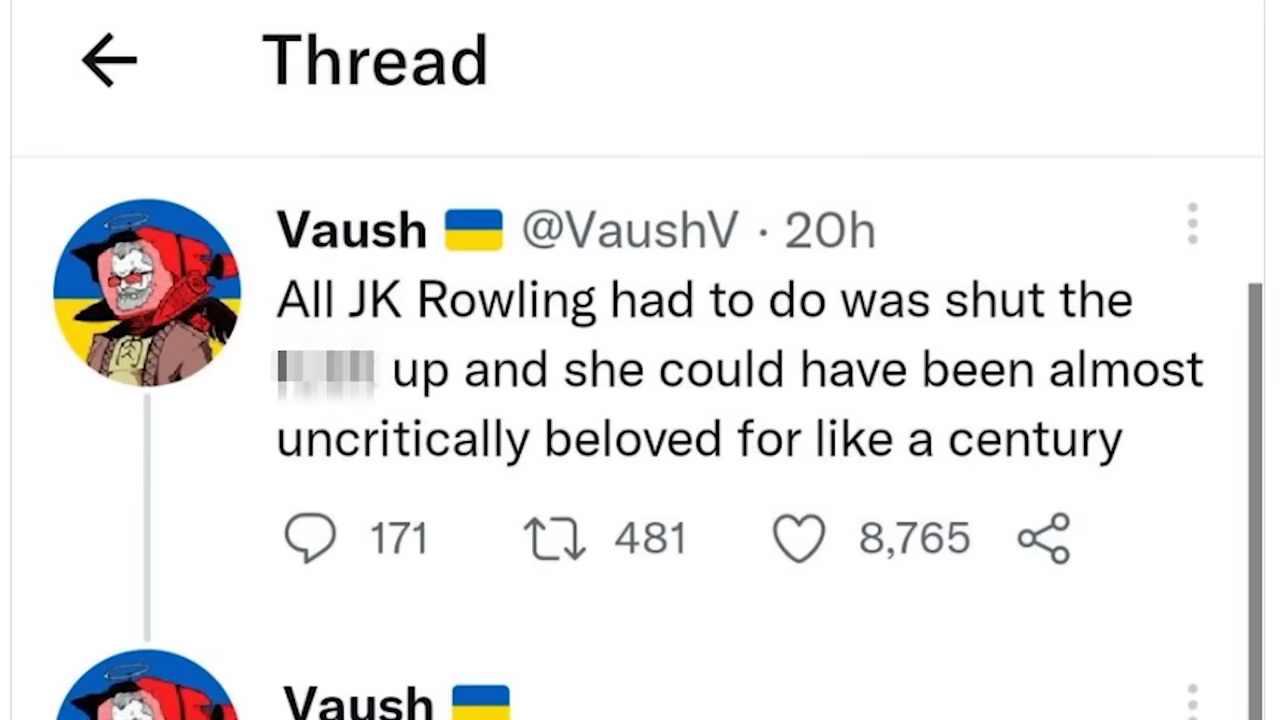 Thread
Vaush @VaushV · 20h
All JK Rowling had to do was shut the
up and she could have been almost
uncritically beloved for like a century
171 481 8,765
Vaush